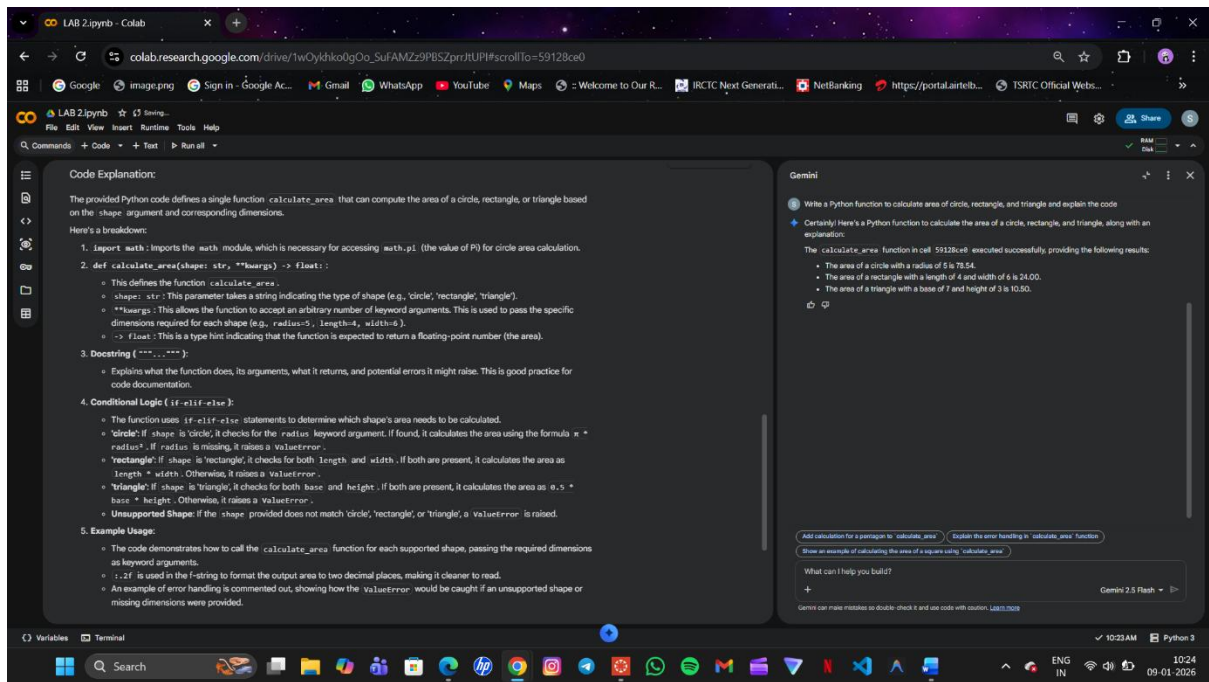 LAB 2.ipynb - Colab
colab.research.google.com/drive/1wOykhko0gOo_SuFAMZz9PBSZprrJtUPI#scrollTo=59128ce0
Google image.png Sign in - Google Ac... Gmail WhatsApp YouTube Maps :: Welcome to Our R... IRCTC Next Generati... NetBanking https://portal.airtelb... TSRTC Official Webs...
LAB 2.ipynb Saving...
File Edit View Insert Runtime Tools Help
Share S
Commands + Code + Text Run all
RAM
Disk
Code Explanation:
The provided Python code defines a single function calculate_area that can compute the area of a circle, rectangle, or triangle based
on the shape argument and corresponding dimensions.
Here's a breakdown:
1. import math : Imports the math module, which is necessary for accessing math.pi (the value of Pi) for circle area calculation.
2. def calculate_area(shape: str, **kwargs) -> float: :
This defines the function calculate_area.
shape: str : This parameter takes a string indicating the type of shape (e.g., 'circle', 'rectangle', 'triangle').
**kwargs : This allows the function to accept an arbitrary number of keyword arguments. This is used to pass the specific
dimensions required for each shape (e.g., radius=5, length=4, width=6).
-> float : This is a type hint indicating that the function is expected to return a floating-point number (the area).
3. Docstring ( """...""" ):
Explains what the function does, its arguments, what it returns, and potential errors it might raise. This is good practice for
code documentation.
4. Conditional Logic ( if-elif-else ):
The function uses if-elif-else statements to determine which shape's area needs to be calculated.
'circle': If shape is 'circle', it checks for the radius keyword argument. If found, it calculates the area using the formula π *
radius². If radius is missing, it raises a ValueError.
'rectangle': If shape is 'rectangle', it checks for both length and width. If both are present, it calculates the area as
length * width. Otherwise, it raises a ValueError.
'triangle': If shape is 'triangle', it checks for both base and height. If both are present, it calculates the area as 0.5 *
base * height. Otherwise, it raises a ValueError.
Unsupported Shape: If the shape provided does not match 'circle', 'rectangle', or 'triangle', a ValueError is raised.
5. Example Usage:
The code demonstrates how to call the calculate_area function for each supported shape, passing the required dimensions
as keyword arguments.
:.2f is used in the f-string to format the output area to two decimal places, making it cleaner to read.
An example of error handling is commented out, showing how the ValueError would be caught if an unsupported shape or
missing dimensions were provided.
Gemini
S Write a Python function to calculate area of circle, rectangle, and triangle and explain the code
Certainly! Here's a Python function to calculate the area of a circle, rectangle, and triangle, along with an
explanation:
The calculate_area function in cell 59128ce0 executed successfully, providing the following results:
The area of a circle with a radius of 5 is 78.54.
The area of a rectangle with a length of 4 and width of 6 is 24.00.
The area of a triangle with a base of 7 and height of 3 is 10.50.
Add calculation for a pentagon to `calculate_area` Explain the error handling in `calculate_area` function
Show an example of calculating the area of a square using `calculate_area`
What can I help you build?
+ Gemini 2.5 Flash
Gemini can make mistakes so double-check it and use code with caution. Learn more
Variables Terminal
10:23 AM Python 3
Search
ENG
IN
10:24
09-01-2026